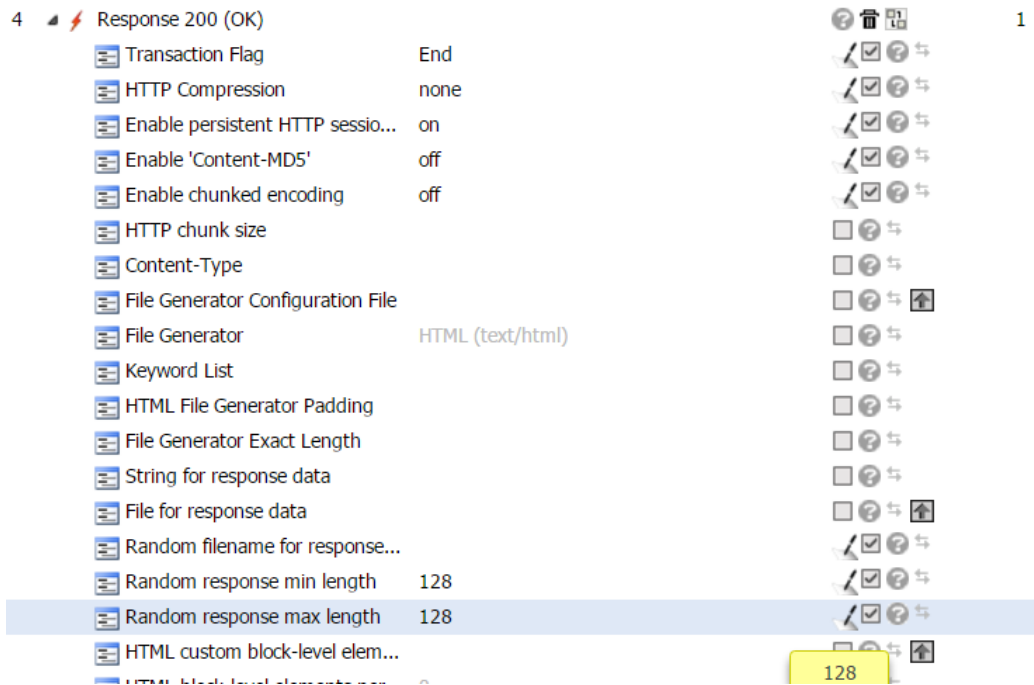 4 Response 200 (OK) 1
Transaction Flag End
HTTP Compression none
Enable persistent HTTP sessio... on
Enable 'Content-MD5' off
Enable chunked encoding off
HTTP chunk size
Content-Type
File Generator Configuration File
File Generator HTML (text/html)
Keyword List
HTML File Generator Padding
File Generator Exact Length
String for response data
File for response data
Random filename for response...
Random response min length 128
Random response max length 128
HTML custom block-level elem...
128